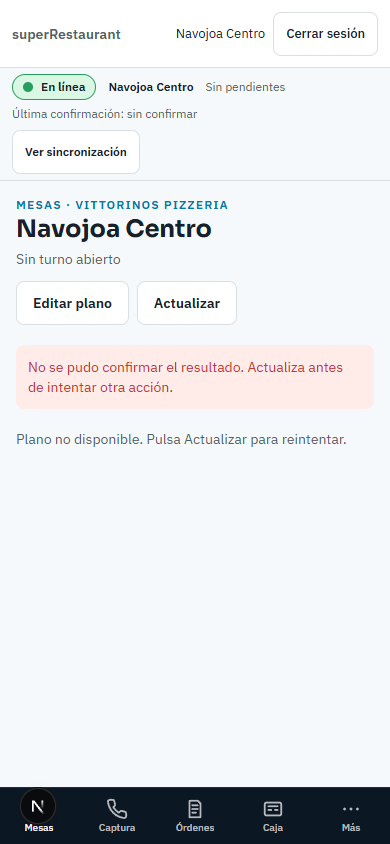 superRestaurant
Navojoa Centro
Cerrar sesión
En línea
Navojoa Centro
Sin pendientes
Última confirmación: sin confirmar
Ver sincronización
MESAS · VITTORINOS PIZZERIA
Navojoa Centro
Sin turno abierto
Editar plano
Actualizar
No se pudo confirmar el resultado. Actualiza antes
de intentar otra acción.
Plano no disponible. Pulsa Actualizar para reintentar.
N
Mesas
Captura
Órdenes
Caja
Más